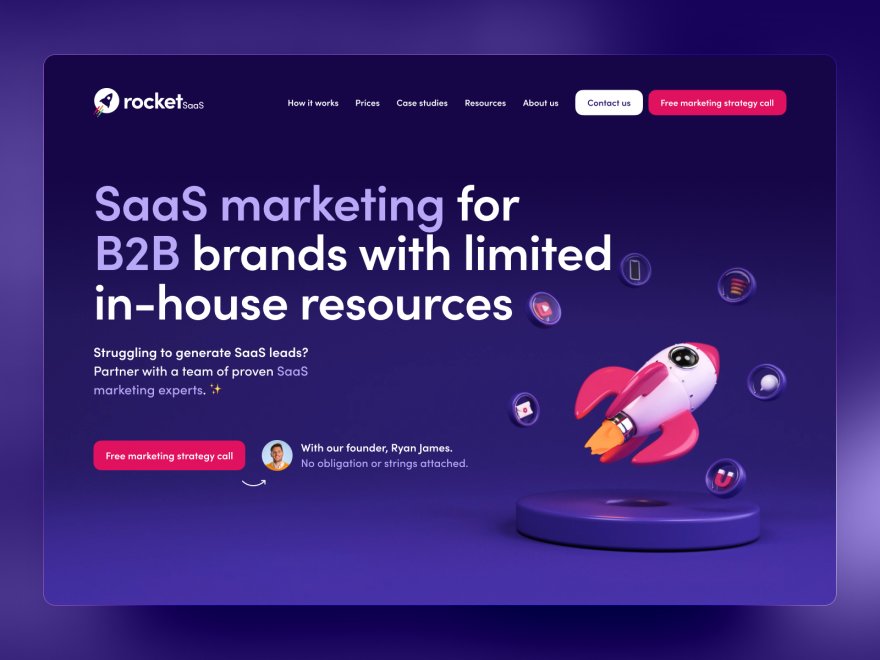 rocketSaaS
How it works
Prices
Case studies
Resources
About us
Contact us
Free marketing strategy call
SaaS marketing for
B2B brands with limited
in-house resources
Struggling to generate SaaS leads?
Partner with a team of proven SaaS
marketing experts. ✨
Free marketing strategy call
With our founder, Ryan James.
No obligation or strings attached.